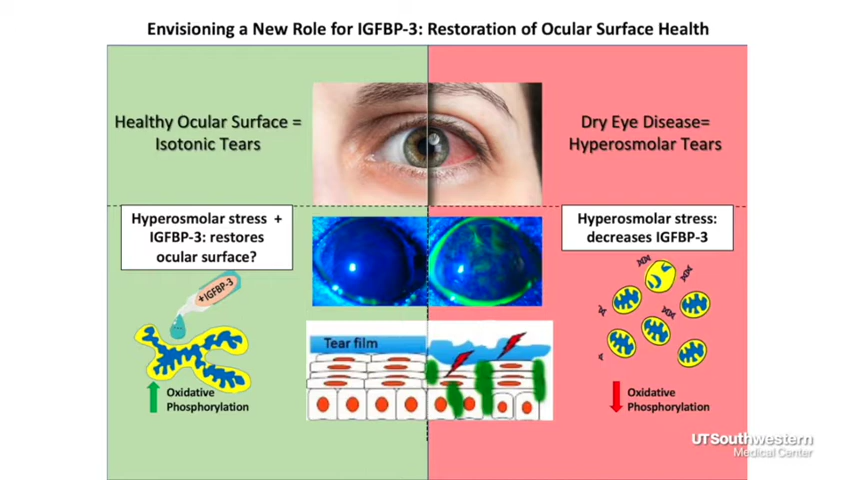 Envisioning a New Role for IGFBP-3: Restoration of Ocular Surface Health
Healthy Ocular Surface =
Isotonic Tears
Dry Eye Disease=
Hyperosmolar Tears
Hyperosmolar stress +
IGFBP-3: restores
ocular surface?
Hyperosmolar stress:
decreases IGFBP-3
+IGFBP-3
Tear film
Oxidative
Phosphorylation
Oxidative
Phosphorylation
UTSouthwestern
Medical Center